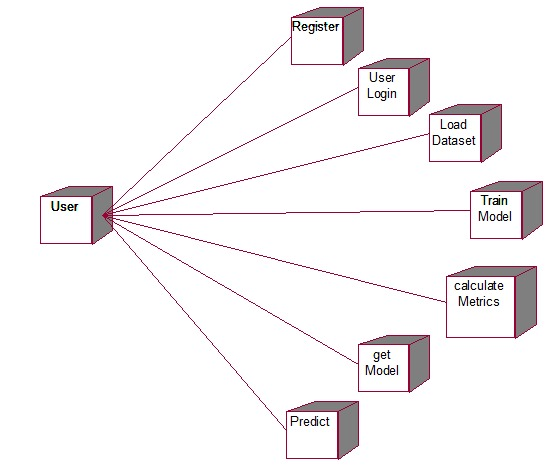 Register
User
Login
Load
Dataset
User
Train
Model
calculate
Metrics
get
Model
Predict